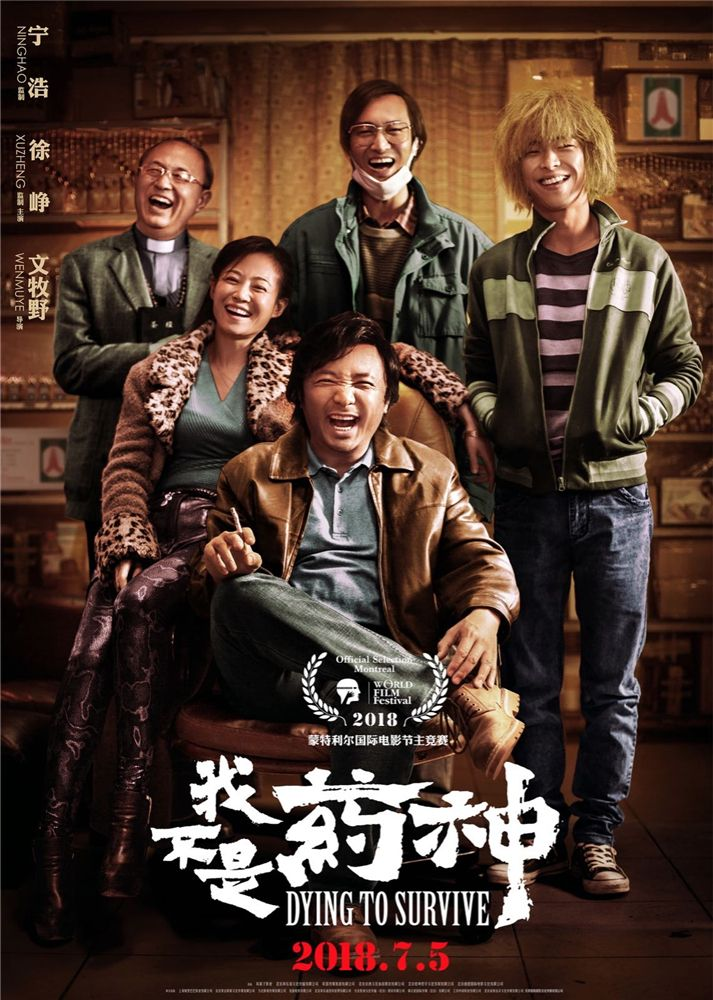 宁浩
NINGHAO 监制
徐峥
XUZHENG 监制 主演
文牧野
WENMUYE 导演
Official Selection
Montreal
WORLD
FILM
Festival
2018
蒙特利尔国际电影节主竞赛
我不是药神
DYING TO SURVIVE
2018.7.5